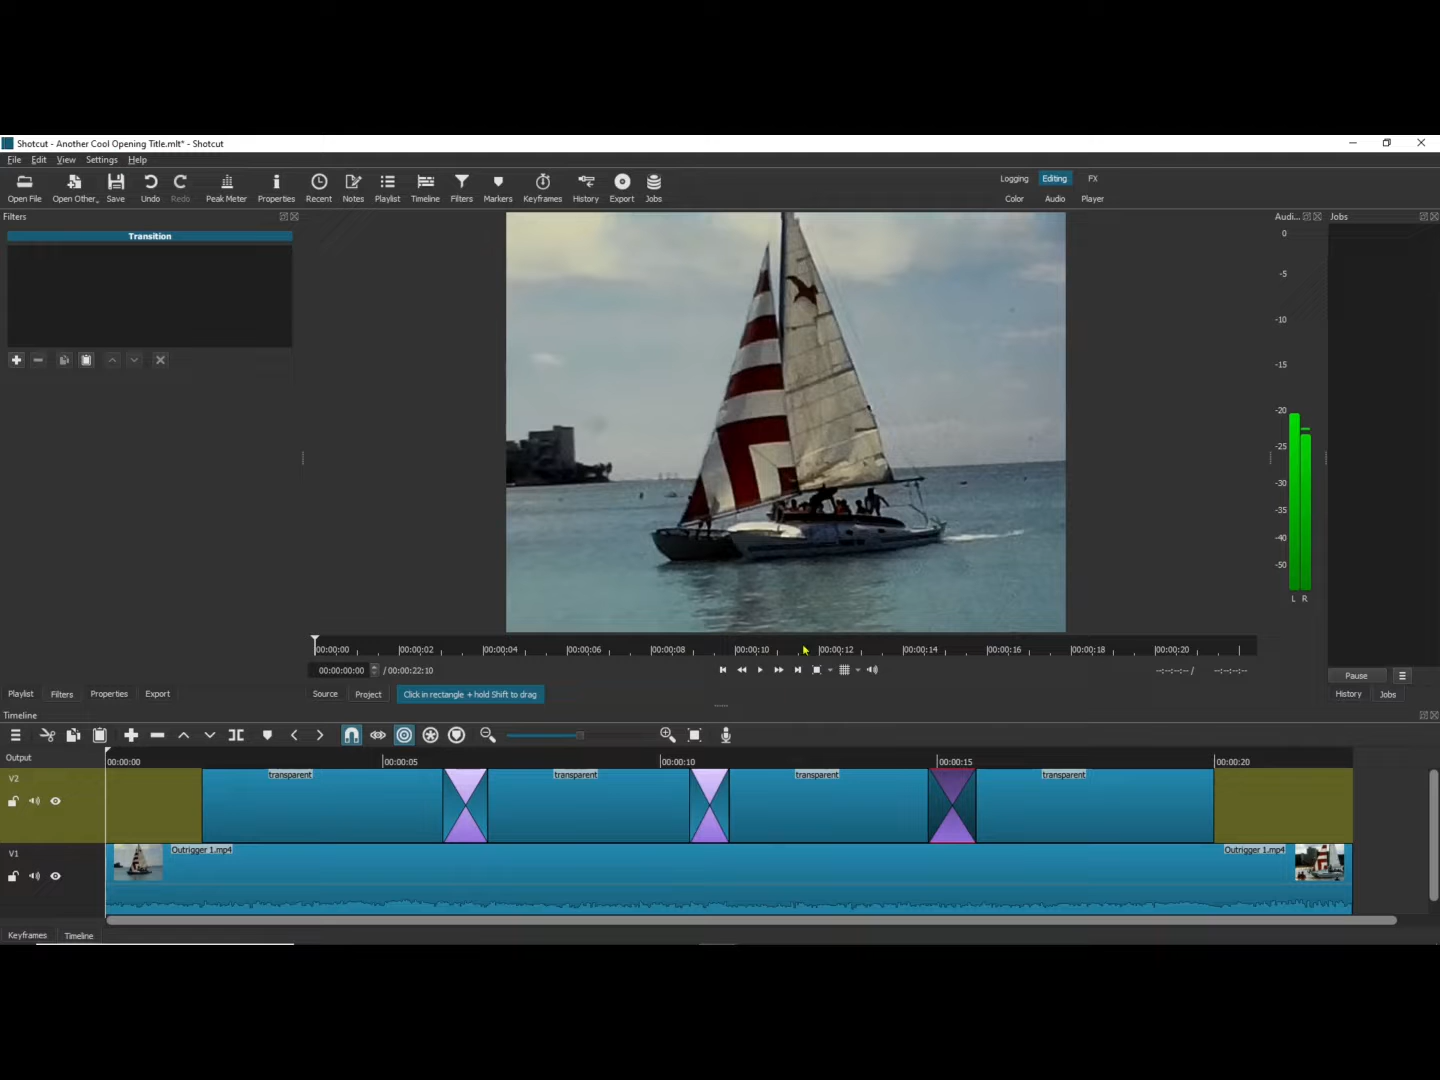 Shotcut - Another Cool Opening Title.mlt* - Shotcut
File Edit View Settings Help
Open File Open Other.. Save Undo Redo Peak Meter Properties Recent Notes Playlist Timeline Filters Markers Keyframes History Export Jobs
Logging Editing FX
Color Audio Player
Filters
Audi...
Jobs
Transition
0
-5
-10
-15
-20
-25
-30
-35
-40
-50
L R
00:00:00 00:00:02 00:00:04 00:00:06 00:00:08 00:00:10 00:00:12 00:00:14 00:00:16 00:00:18 00:00:20
00:00:00:00 / 00:00:22:10
--:--:--:-- / --:--:--:--
Pause
Playlist Filters Properties Export
Source Project Click in rectangle + hold Shift to drag
History Jobs
Timeline
Output
00:00:00 00:00:05 00:00:10 00:00:15 00:00:20
V2
transparent transparent transparent transparent
V1
Outrigger 1.mp4 Outrigger 1.mp4
Keyframes Timeline